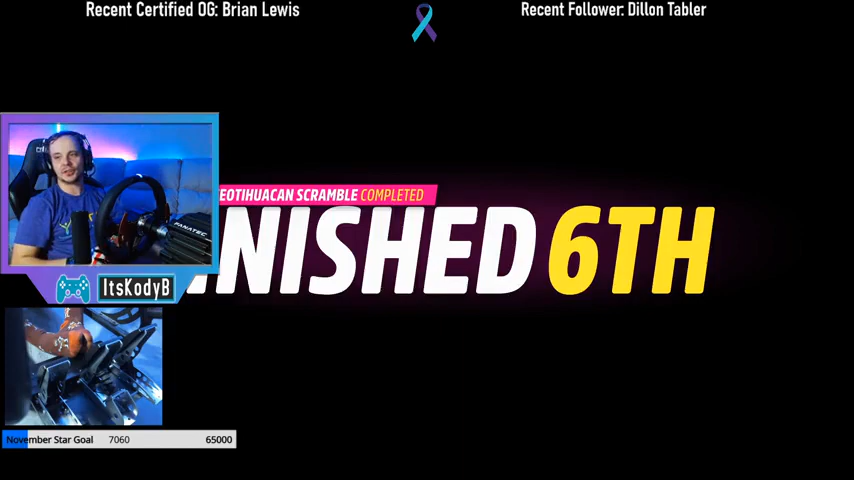 Recent Certified OG: Brian Lewis
Recent Follower: Dillon Tabler
EOTIHUACAN SCRAMBLE COMPLETED
NISHED 6TH
FANATEC
ItsKodyB
November Star Goal 7060 65000